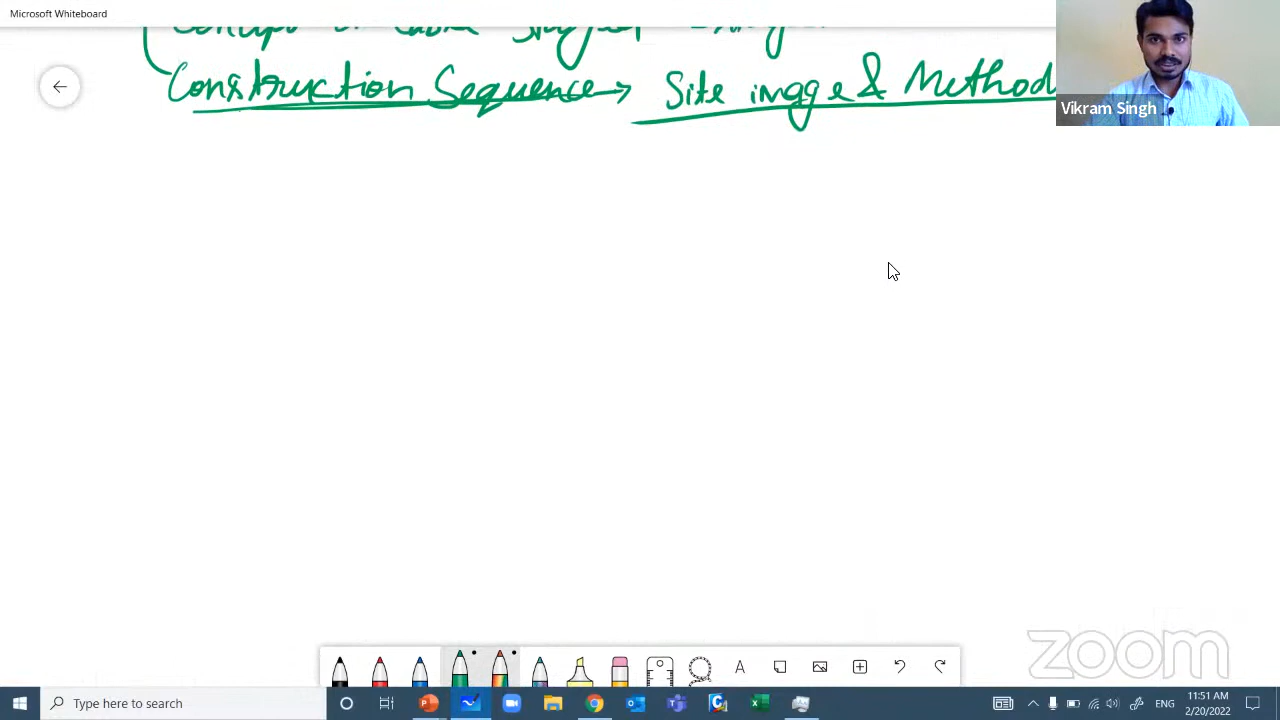 Microsoft Whiteboard
Construction Sequence → Site image & Method
Vikram Singh
zoom
A
Type here to search
ENG
11:51 AM
2/20/2022